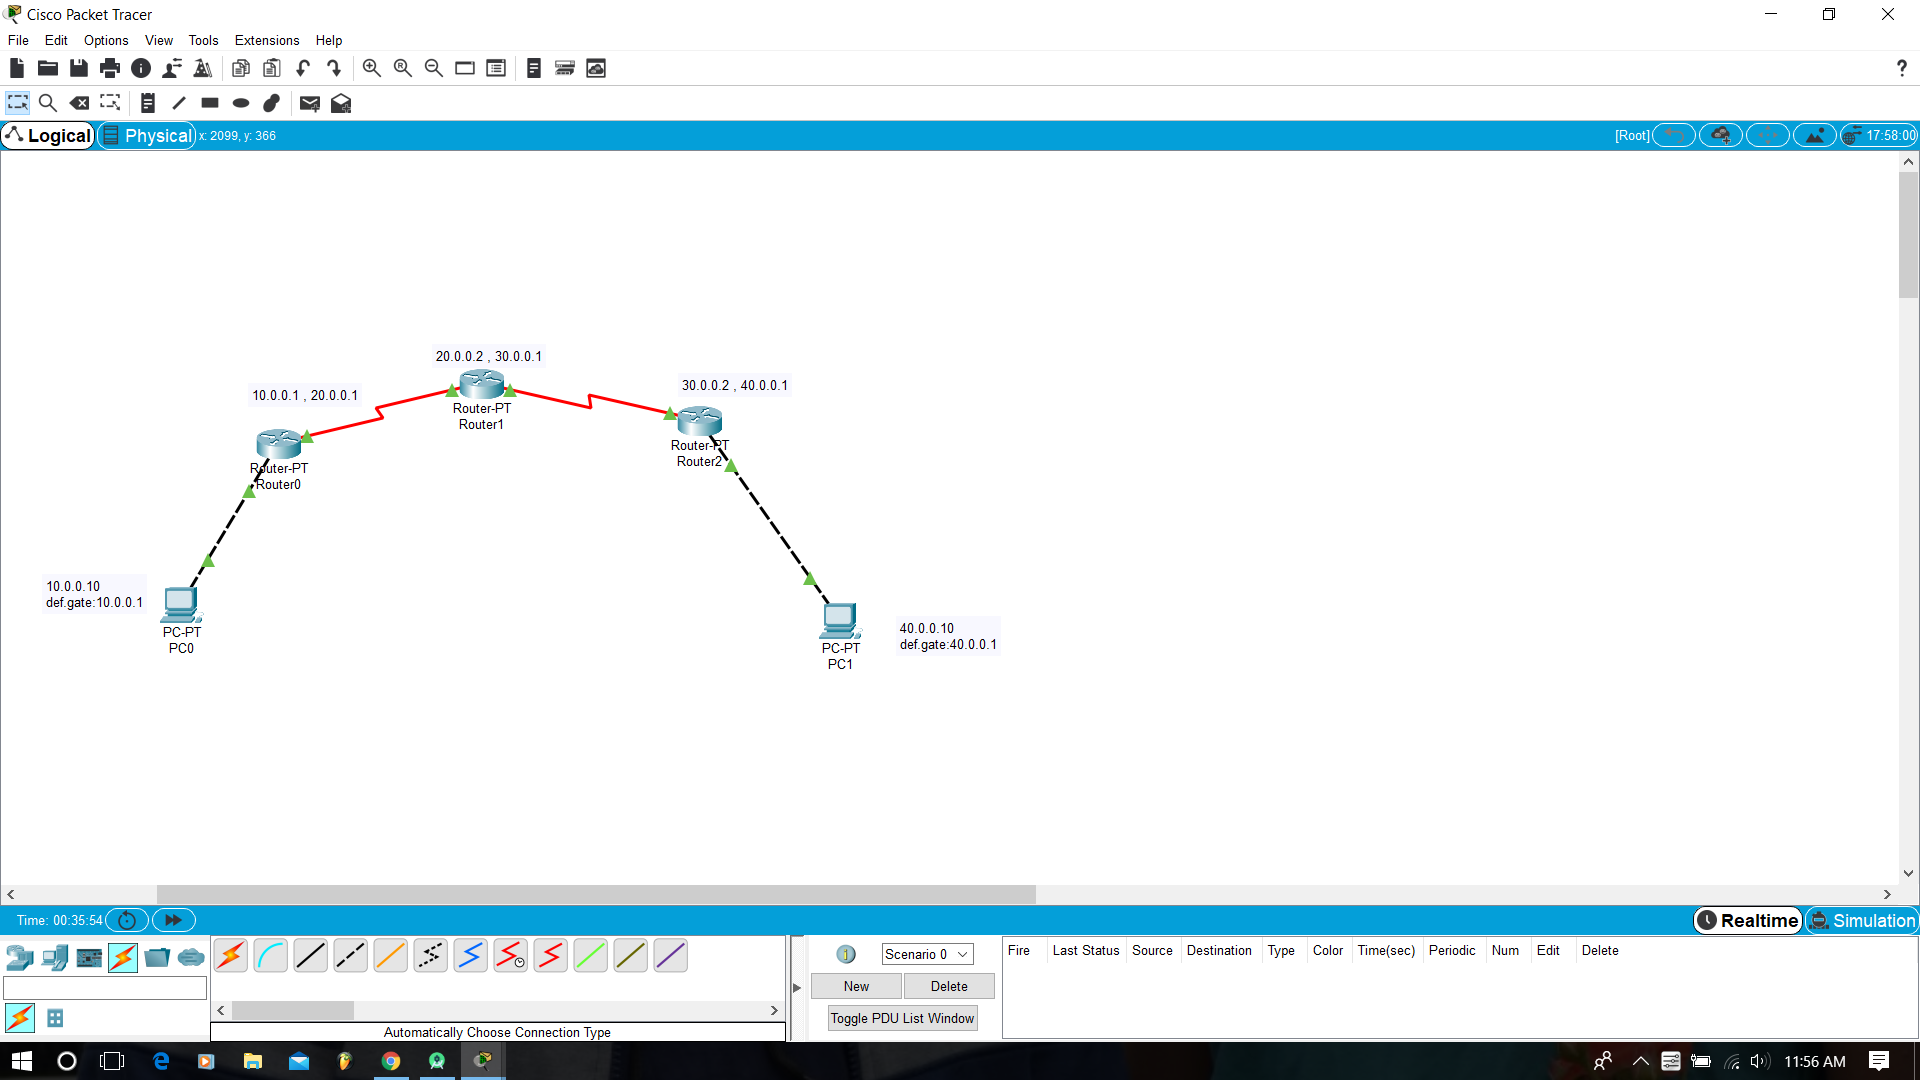 Cisco Packet Tracer
File Edit Options View Tools Extensions Help
?
Logical Physical x: 2099, y: 366 [Root] 17:58:00
20.0.0.2 , 30.0.0.1
Router-PT
Router1
10.0.0.1 , 20.0.0.1
Router-PT
Router0
30.0.0.2 , 40.0.0.1
Router-PT
Router2
10.0.0.10
def.gate:10.0.0.1
PC-PT
PC0
PC-PT
PC1
40.0.0.10
def.gate:40.0.0.1
Time: 00:35:54 Realtime Simulation
Scenario 0
New Delete
Toggle PDU List Window
Fire Last Status Source Destination Type Color Time(sec) Periodic Num Edit Delete
Automatically Choose Connection Type
11:56 AM